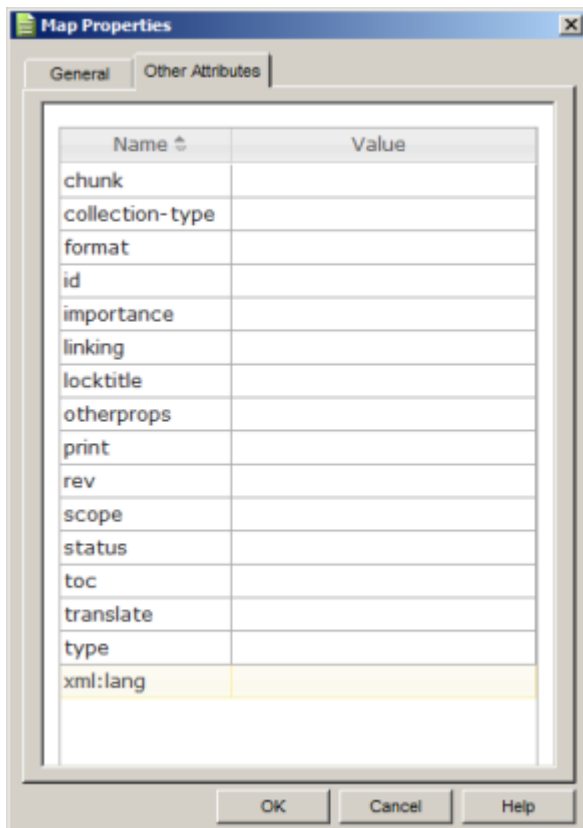 Map Properties
General Other Attributes
Name Value
chunk
collection-type
format
id
importance
linking
locktitle
otherprops
print
rev
scope
status
toc
translate
type
xml:lang
OK Cancel Help